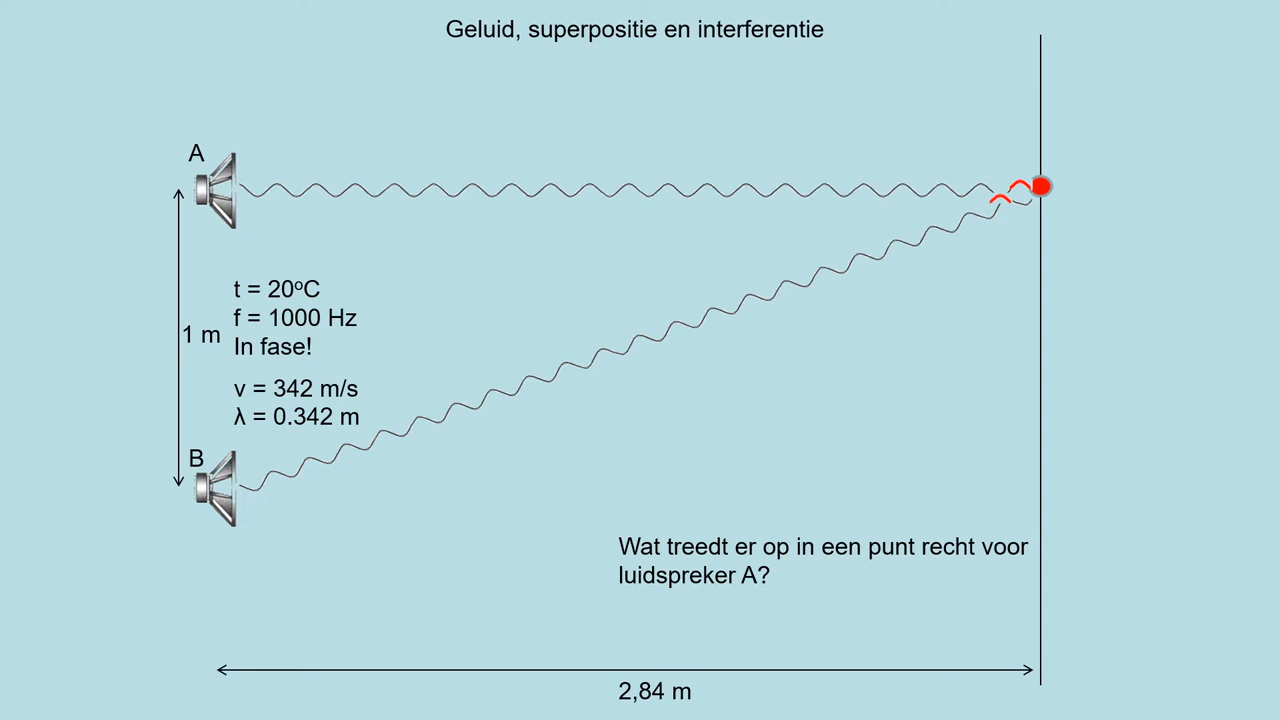 Geluid, superpositie en interferentie
A
t = 20°C
f = 1000 Hz
1 m
In fase!
v = 342 m/s
λ = 0.342 m
B
Wat treedt er op in een punt recht voor
luidspreker A?
2,84 m